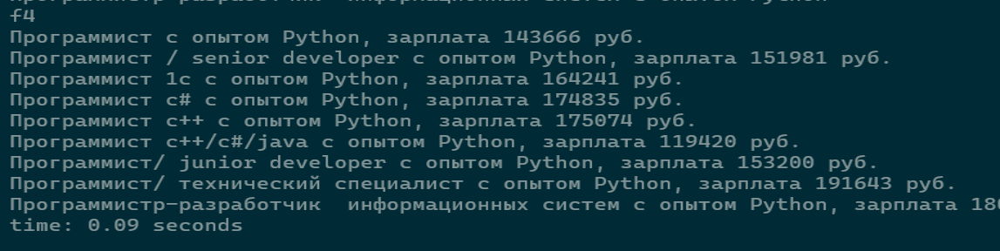 f4
Программист с опытом Python, зарплата 143666 руб.
Программист / senior developer с опытом Python, зарплата 151981 руб.
Программист 1с с опытом Python, зарплата 164241 руб.
Программист c# с опытом Python, зарплата 174835 руб.
Программист c++ с опытом Python, зарплата 175074 руб.
Программист c++/c#/java с опытом Python, зарплата 119420 руб.
Программист/ junior developer с опытом Python, зарплата 153200 руб.
Программист/ технический специалист с опытом Python, зарплата 191643 руб.
Программистр-разработчик  информационных систем с опытом Python, зарплата
time: 0.09 seconds